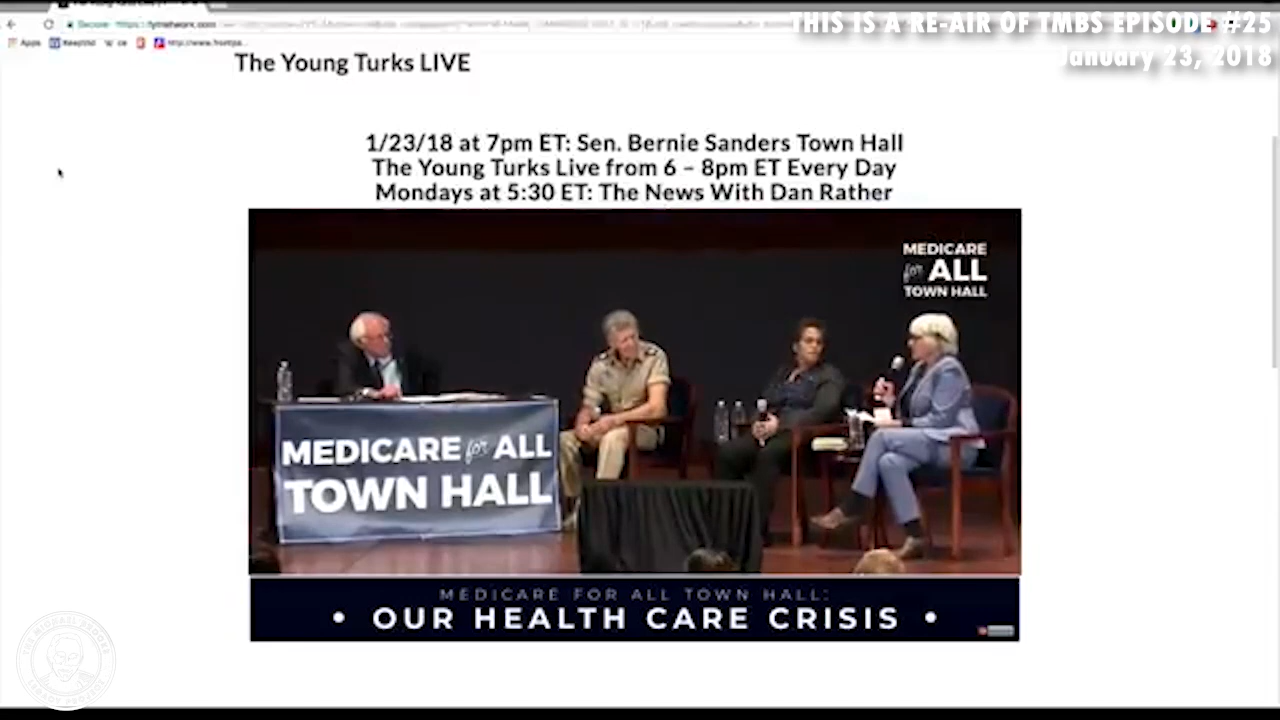 THIS IS A RE-AIR OF TMBS EPISODE #25
January 23, 2018
Secure
Apps
The Young Turks LIVE
1/23/18 at 7pm ET: Sen. Bernie Sanders Town Hall
The Young Turks Live from 6 – 8pm ET Every Day
Mondays at 5:30 ET: The News With Dan Rather
MEDICARE
for ALL
TOWN HALL
MEDICARE for ALL
TOWN HALL
MEDICARE FOR ALL TOWN HALL:
• OUR HEALTH CARE CRISIS •